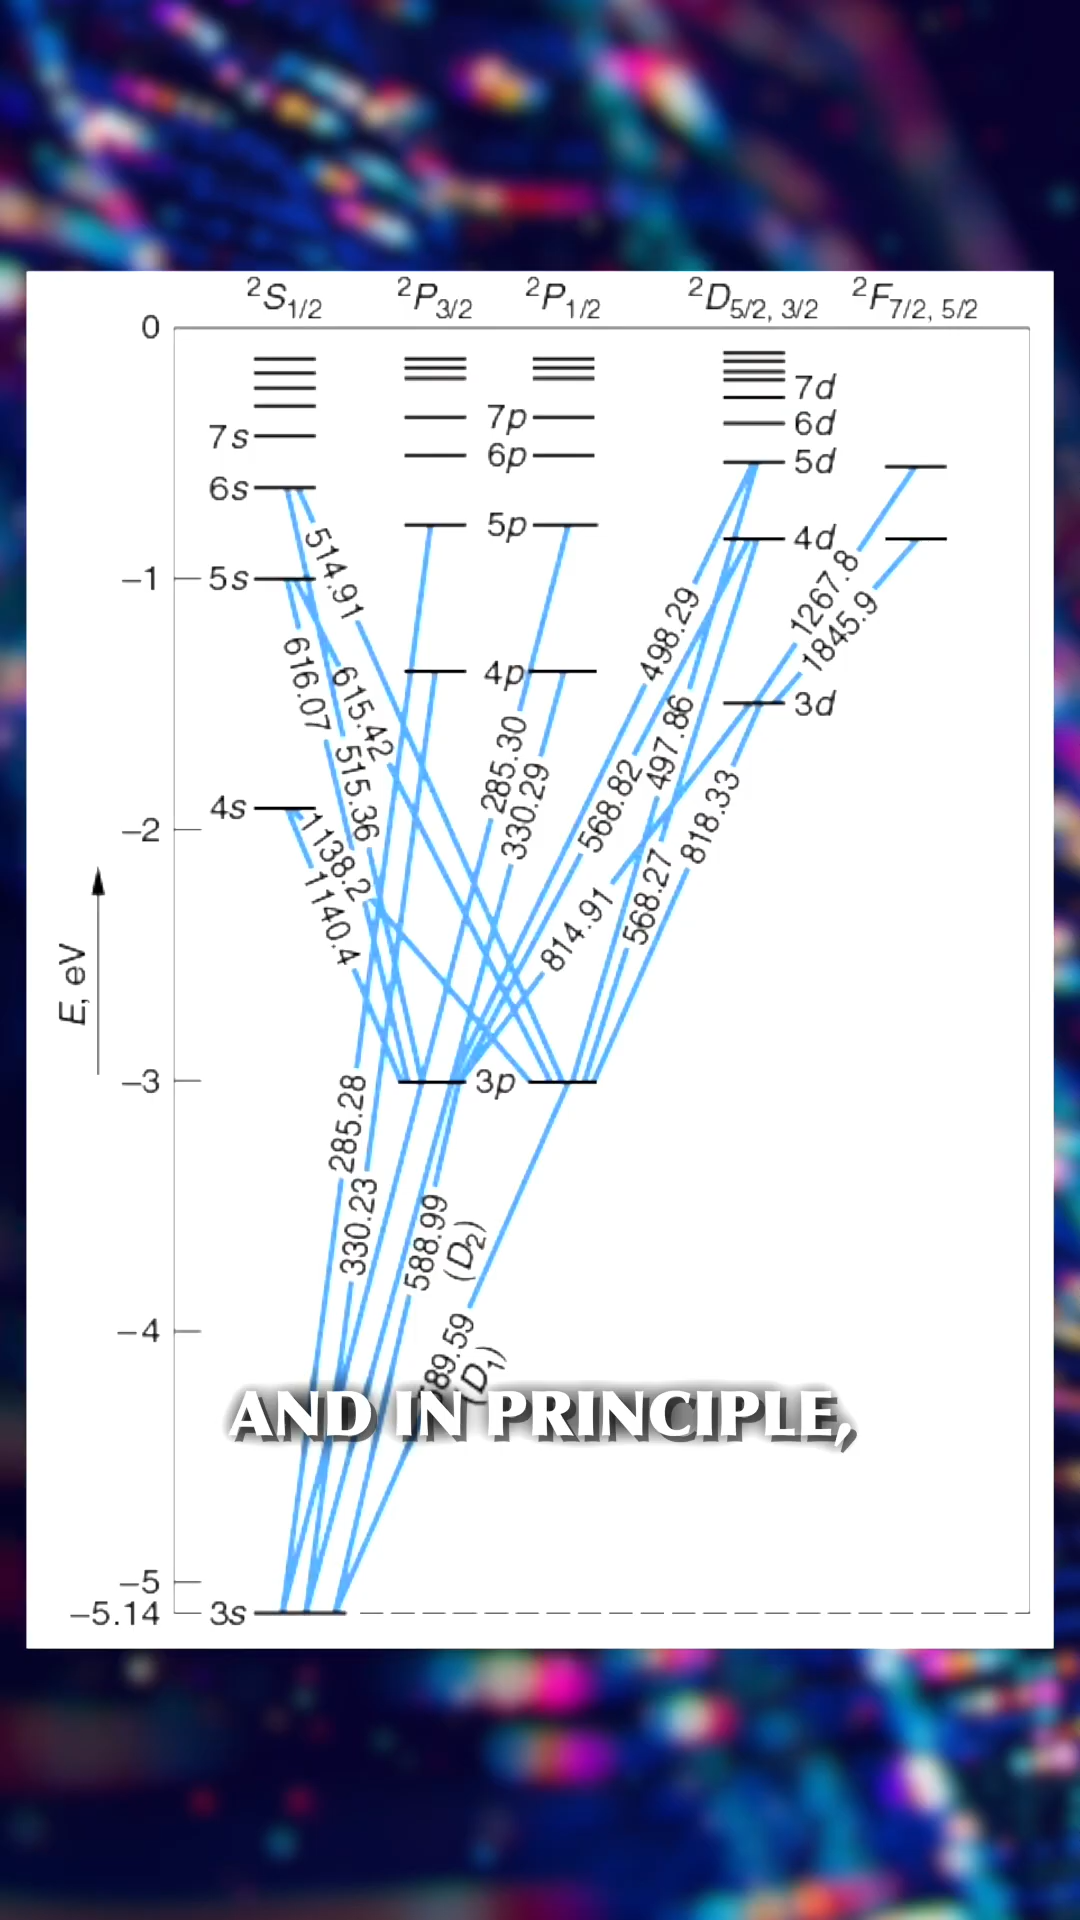 ²S₁/₂ ²P₃/₂ ²P₁/₂ ²D₅/₂, ₃/₂ ²F₇/₂, ₅/₂
0
7d
7s 7p 6d
6s 6p 5d
5p 4d
514.91
−1 5s
1267.8
1845.9
498.29
616.07 615.42 4p 3d
497.86
285.30
515.36 330.29 568.82 818.33
4s
−2
1138.2
1140.4 814.91 568.27
E, eV
−3 3p
285.28
330.23
588.99
(D₂)
−4
89.59
(D₁)
AND IN PRINCIPLE,
−5
−5.14 3s